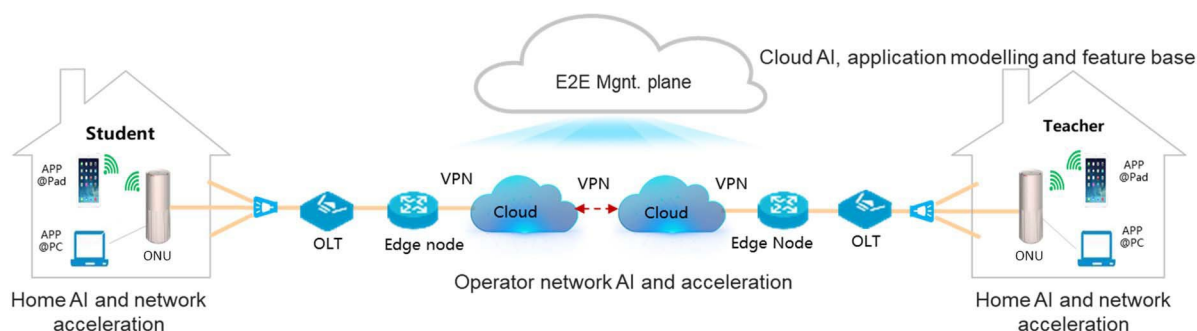 Cloud AI, application modelling and feature base
E2E Mgnt. plane
Student
APP
@Pad
APP
@PC
ONU
OLT
Edge node
VPN
Cloud
VPN
Cloud
VPN
Edge Node
OLT
Teacher
APP
@Pad
APP
@PC
ONU
Operator network AI and acceleration
Home AI and network
acceleration
Home AI and network
acceleration